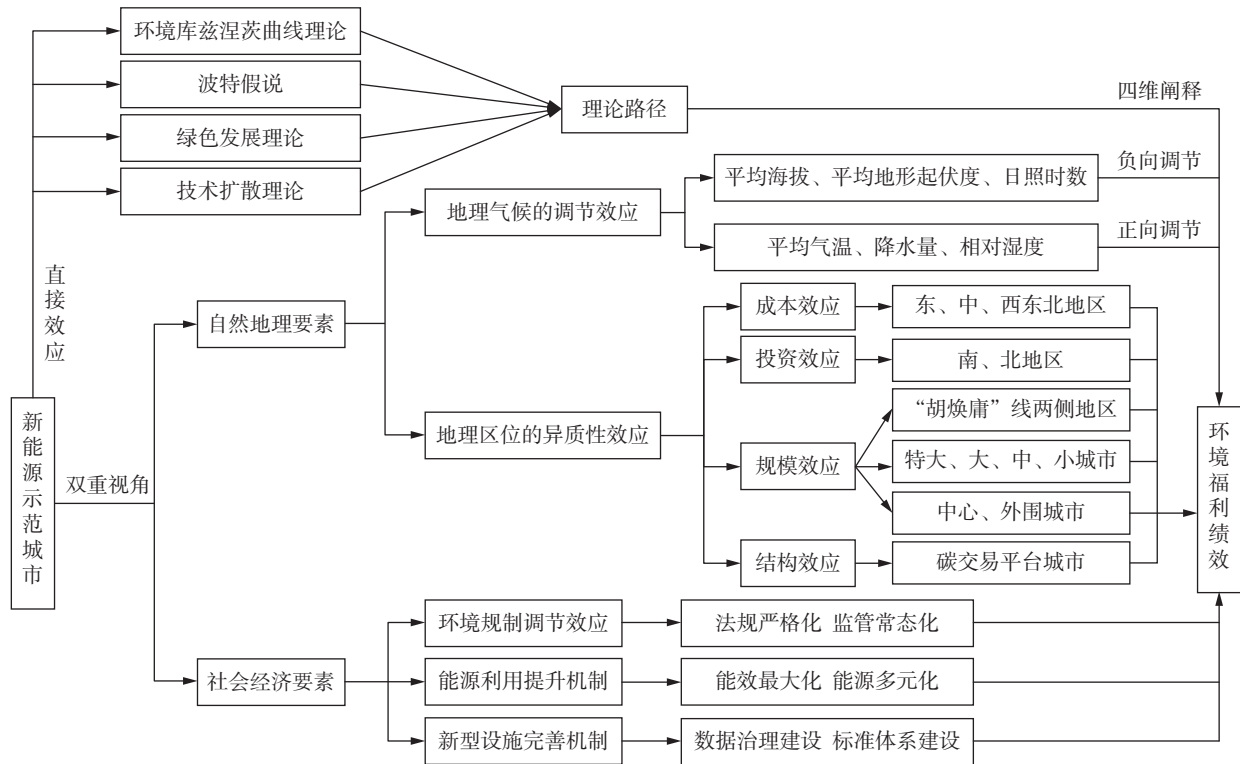 环境库兹涅茨曲线理论
波特假说
绿色发展理论
技术扩散理论
理论路径
四维阐释
直接效应
新能源示范城市
双重视角
自然地理要素
地理气候的调节效应
平均海拔、平均地形起伏度、日照时数
负向调节
平均气温、降水量、相对湿度
正向调节
地理区位的异质性效应
成本效应
东、中、西东北地区
投资效应
南、北地区
规模效应
“胡焕庸”线两侧地区
特大、大、中、小城市
中心、外围城市
结构效应
碳交易平台城市
社会经济要素
环境规制调节效应
法规严格化 监管常态化
能源利用提升机制
能效最大化 能源多元化
新型设施完善机制
数据治理建设 标准体系建设
环境福利绩效